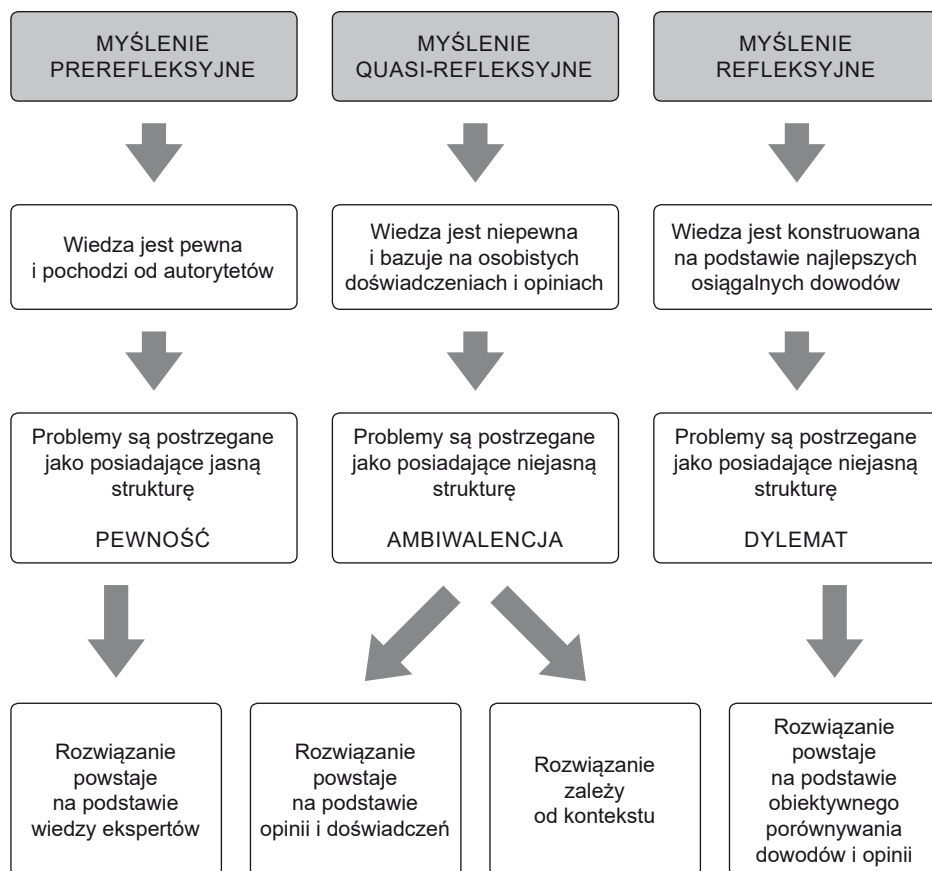 MYŚLENIE
PREREFLEKSYJNE
MYŚLENIE
QUASI-REFLEKSYJNE
MYŚLENIE
REFLEKSYJNE
Wiedza jest pewna
i pochodzi od autorytetów
Wiedza jest niepewna
i bazuje na osobistych
doświadczeniach i opiniach
Wiedza jest konstruowana
na podstawie najlepszych
osiągalnych dowodów
Problemy są postrzegane
jako posiadające jasną
strukturę
PEWNOŚĆ
Problemy są postrzegane
jako posiadające niejasną
strukturę
AMBIWALENCJA
Problemy są postrzegane
jako posiadające niejasną
strukturę
DYLEMAT
Rozwiązanie
powstaje
na podstawie
wiedzy ekspertów
Rozwiązanie
powstaje
na podstawie
opinii i doświadczeń
Rozwiązanie
zależy
od kontekstu
Rozwiązanie
powstaje
na podstawie
obiektywnego
porównywania
dowodów i opinii